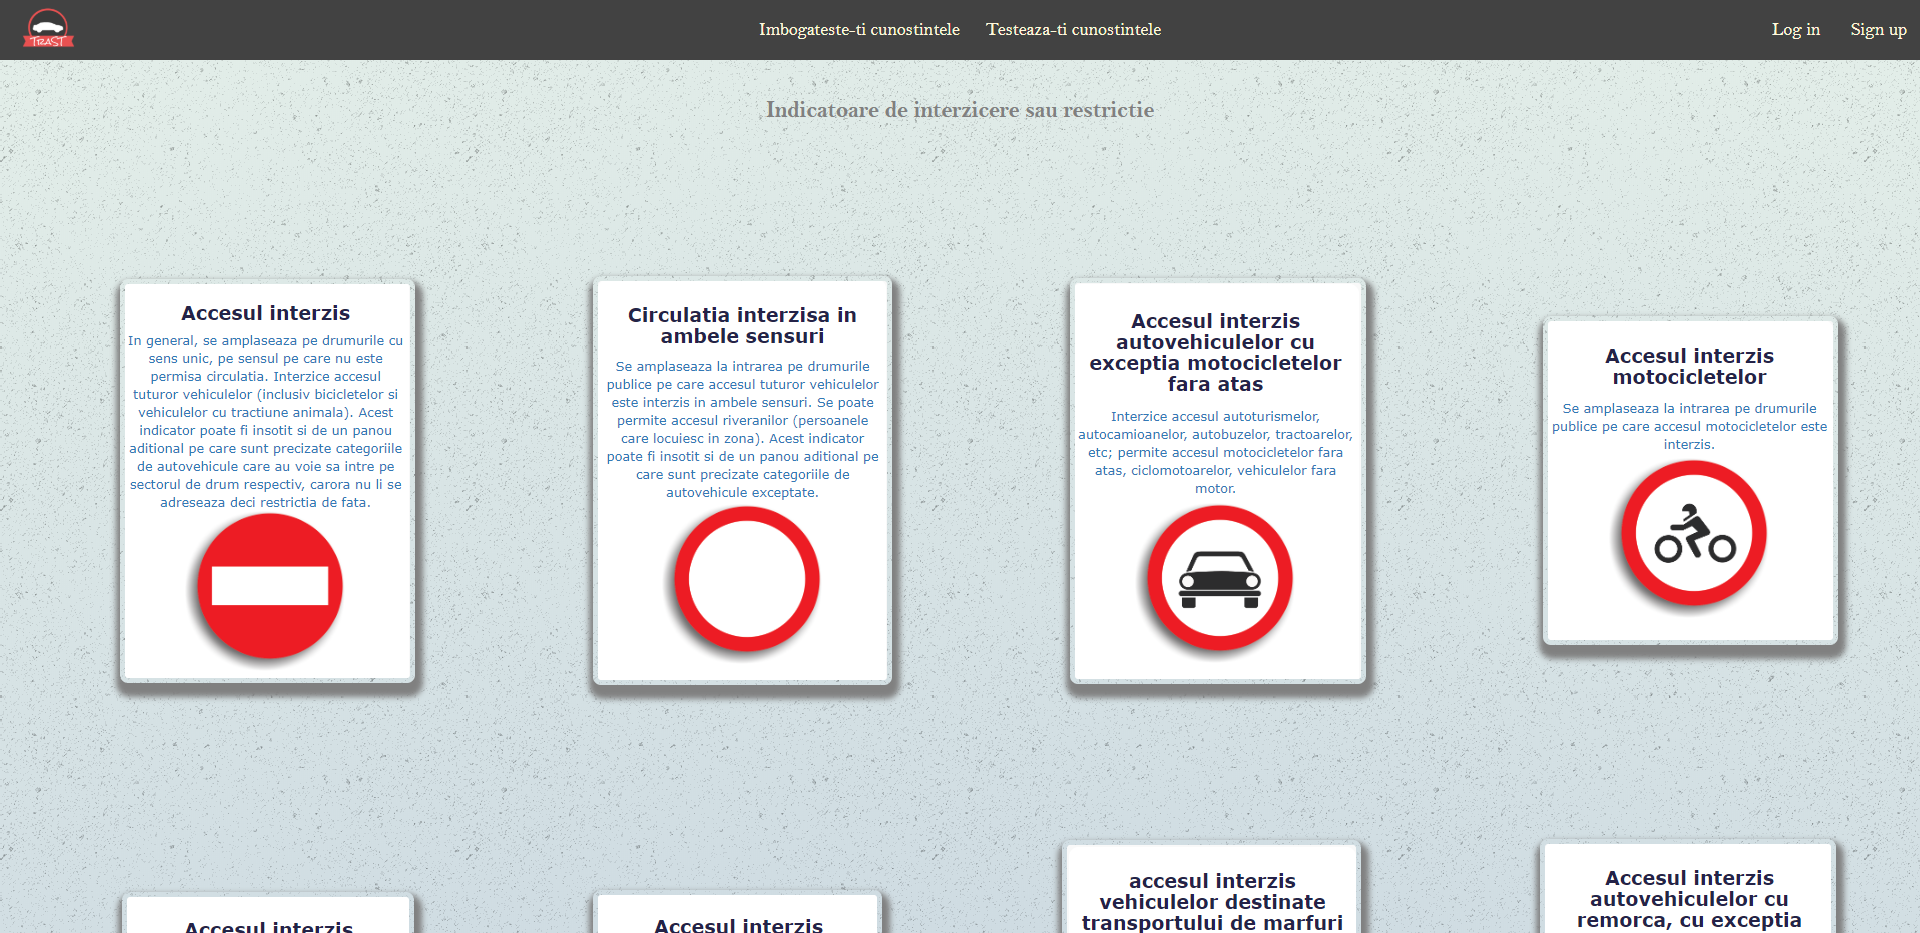 TRAST
Imbogateste-ti cunostintele
Testeaza-ti cunostintele
Log in
Sign up
Indicatoare de interzicere sau restrictie
Accesul interzis
In general, se amplaseaza pe drumurile cu
sens unic, pe sensul pe care nu este
permisa circulatia. Interzice accesul
tuturor vehiculelor (inclusiv bicicletelor si
vehiculelor cu tractiune animala). Acest
indicator poate fi insotit si de un panou
aditional pe care sunt precizate categoriile
de autovehicule care au voie sa intre pe
sectorul de drum respectiv, carora nu li se
adreseaza deci restrictia de fata.
Circulatia interzisa in
ambele sensuri
Se amplaseaza la intrarea pe drumurile
publice pe care accesul tuturor vehiculelor
este interzis in ambele sensuri. Se poate
permite accesul riveranilor (persoanele
care locuiesc in zona). Acest indicator
poate fi insotit si de un panou aditional pe
care sunt precizate categoriile de
autovehicule exceptate.
Accesul interzis
autovehiculelor cu
exceptia motocicletelor
fara atas
Interzice accesul autoturismelor,
autocamioanelor, autobuzelor, tractoarelor,
etc; permite accesul motocicletelor fara
atas, ciclomotoarelor, vehiculelor fara
motor.
Accesul interzis
motocicletelor
Se amplaseaza la intrarea pe drumurile
publice pe care accesul motocicletelor este
interzis.
Accesul interzis
Accesul interzis
accesul interzis
vehiculelor destinate
transportului de marfuri
Accesul interzis
autovehiculelor cu
remorca, cu exceptia